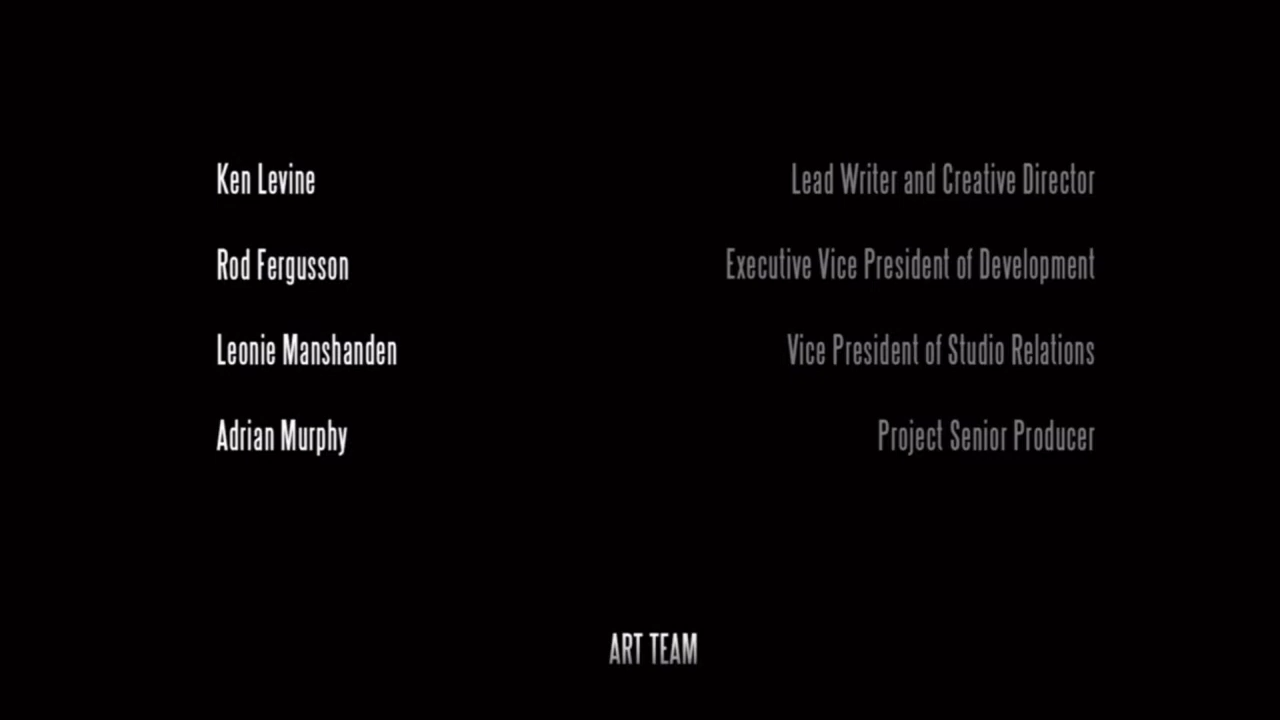 Ken Levine Lead Writer and Creative Director
Rod Fergusson Executive Vice President of Development
Leonie Manshanden Vice President of Studio Relations
Adrian Murphy Project Senior Producer
ART TEAM